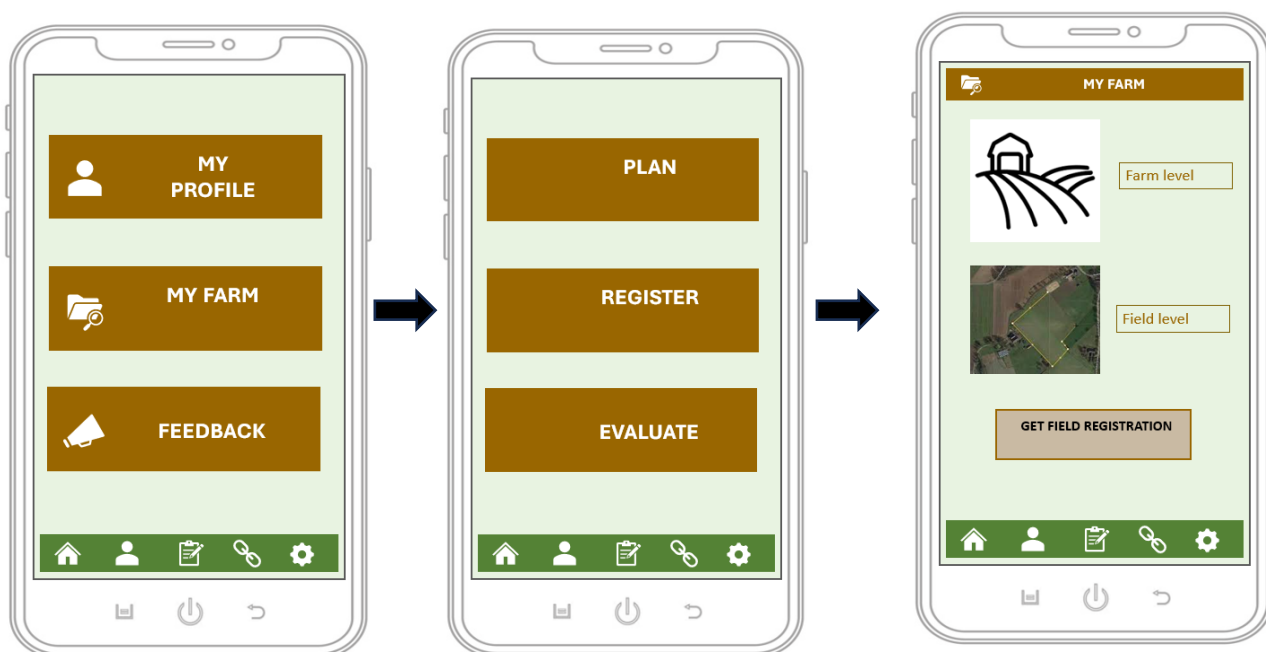 MY
PROFILE
MY FARM
FEEDBACK
PLAN
REGISTER
EVALUATE
MY FARM
Farm level
Field level
GET FIELD REGISTRATION